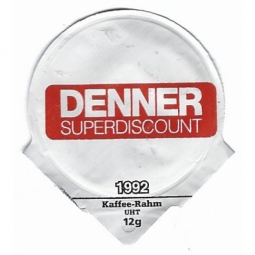 DENNER
SUPERDISCOUNT
1992
Kaffee-Rahm
UHT
12g